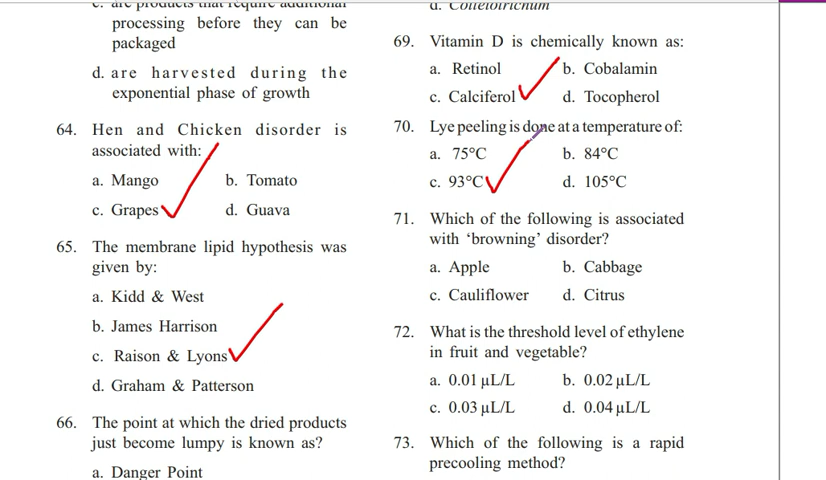 c. are products that require additional
processing before they can be
packaged
d. are harvested during the
exponential phase of growth
64. Hen and Chicken disorder is
associated with:
a. Mango b. Tomato
c. Grapes d. Guava
65. The membrane lipid hypothesis was
given by:
a. Kidd & West
b. James Harrison
c. Raison & Lyons
d. Graham & Patterson
66. The point at which the dried products
just become lumpy is known as?
a. Danger Point
d. Colletotrichum
69. Vitamin D is chemically known as:
a. Retinol b. Cobalamin
c. Calciferol d. Tocopherol
70. Lye peeling is done at a temperature of:
a. 75°C b. 84°C
c. 93°C d. 105°C
71. Which of the following is associated
with ‘browning’ disorder?
a. Apple b. Cabbage
c. Cauliflower d. Citrus
72. What is the threshold level of ethylene
in fruit and vegetable?
a. 0.01 µL/L b. 0.02 µL/L
c. 0.03 µL/L d. 0.04 µL/L
73. Which of the following is a rapid
precooling method?